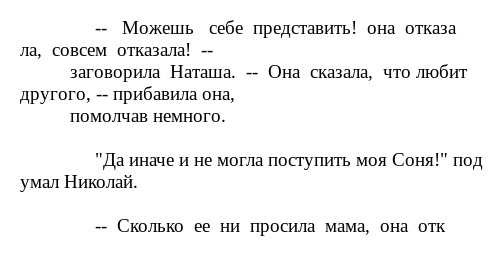 -- Можешь себе представить! она отказа
ла, совсем отказала! --
заговорила Наташа. -- Она сказала, что любит
другого, -- прибавила она,
помолчав немного.
"Да иначе и не могла поступить моя Соня!" под
умал Николай.
-- Сколько ее ни просила мама, она отк